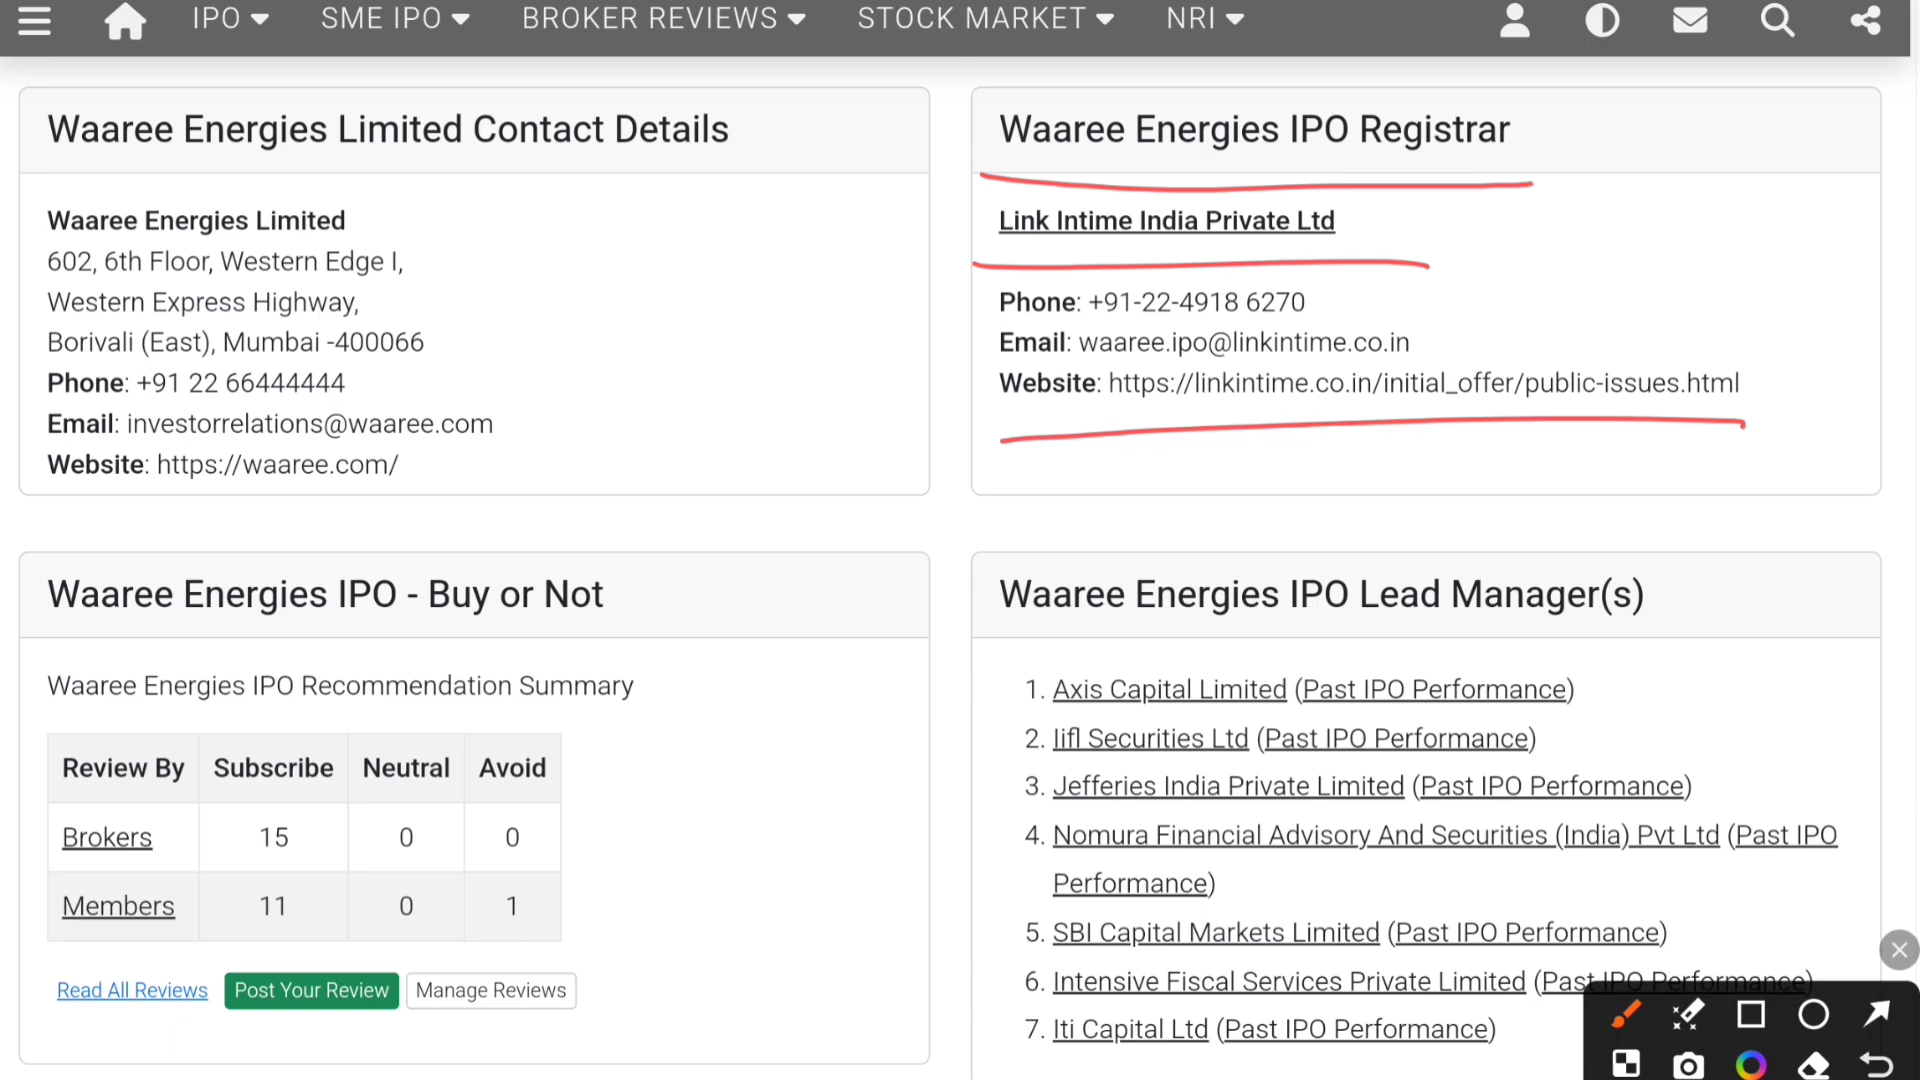 IPO SME IPO BROKER REVIEWS STOCK MARKET NRI
Waaree Energies Limited Contact Details
Waaree Energies Limited
602, 6th Floor, Western Edge I,
Western Express Highway,
Borivali (East), Mumbai -400066
Phone: +91 22 66444444
Email: investorrelations@waaree.com
Website: https://waaree.com/
Waaree Energies IPO Registrar
Link Intime India Private Ltd
Phone: +91-22-4918 6270
Email: waaree.ipo@linkintime.co.in
Website: https://linkintime.co.in/initial_offer/public-issues.html
Waaree Energies IPO - Buy or Not
Waaree Energies IPO Recommendation Summary
Review By Subscribe Neutral Avoid
Brokers 15 0 0
Members 11 0 1
Read All Reviews Post Your Review Manage Reviews
Waaree Energies IPO Lead Manager(s)
1. Axis Capital Limited (Past IPO Performance)
2. Iifl Securities Ltd (Past IPO Performance)
3. Jefferies India Private Limited (Past IPO Performance)
4. Nomura Financial Advisory And Securities (India) Pvt Ltd (Past IPO
Performance)
5. SBI Capital Markets Limited (Past IPO Performance)
6. Intensive Fiscal Services Private Limited (Past IPO Performance)
7. Iti Capital Ltd (Past IPO Performance)